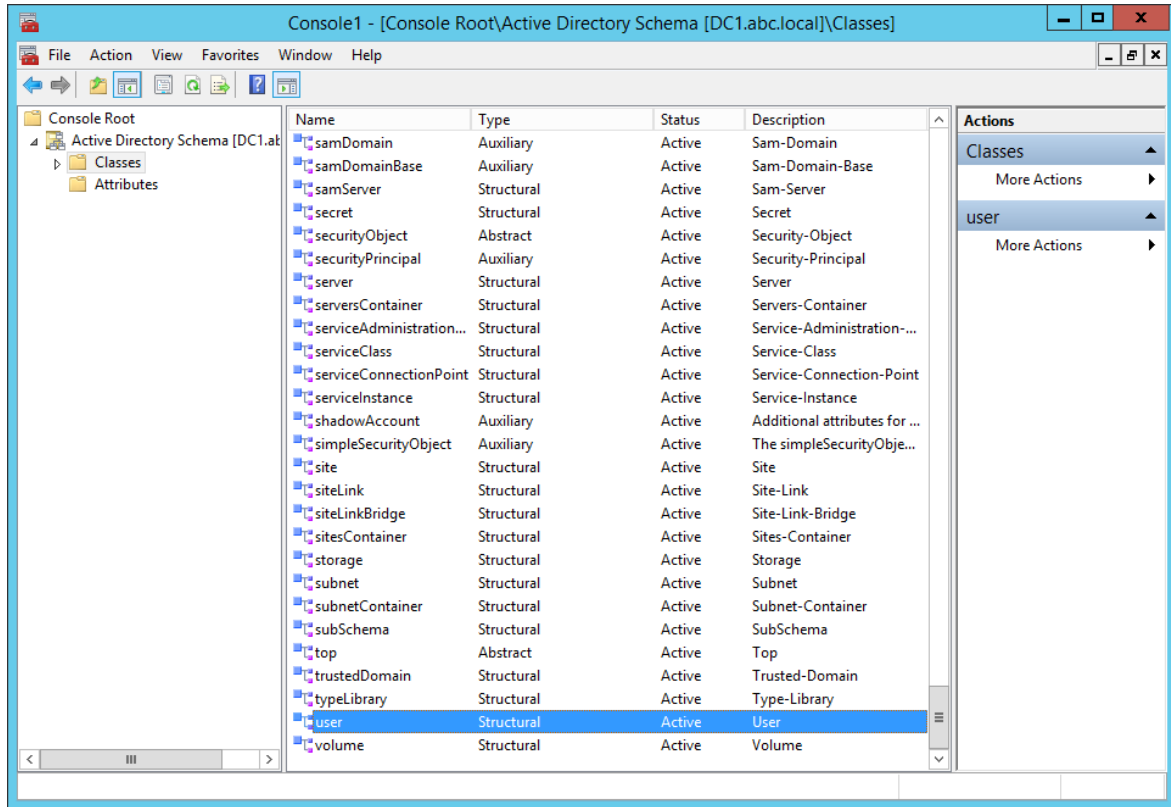 Console1 - [Console Root\Active Directory Schema [DC1.abc.local]\Classes]
File Action View Favorites Window Help
Console Root
Active Directory Schema [DC1.ab
Classes
Attributes
Name Type Status Description
samDomain Auxiliary Active Sam-Domain
samDomainBase Auxiliary Active Sam-Domain-Base
samServer Structural Active Sam-Server
secret Structural Active Secret
securityObject Abstract Active Security-Object
securityPrincipal Auxiliary Active Security-Principal
server Structural Active Server
serversContainer Structural Active Servers-Container
serviceAdministration... Structural Active Service-Administration-...
serviceClass Structural Active Service-Class
serviceConnectionPoint Structural Active Service-Connection-Point
serviceInstance Structural Active Service-Instance
shadowAccount Auxiliary Active Additional attributes for ...
simpleSecurityObject Auxiliary Active The simpleSecurityObje...
site Structural Active Site
siteLink Structural Active Site-Link
siteLinkBridge Structural Active Site-Link-Bridge
sitesContainer Structural Active Sites-Container
storage Structural Active Storage
subnet Structural Active Subnet
subnetContainer Structural Active Subnet-Container
subSchema Structural Active SubSchema
top Abstract Active Top
trustedDomain Structural Active Trusted-Domain
typeLibrary Structural Active Type-Library
user Structural Active User
volume Structural Active Volume
Actions
Classes
More Actions
user
More Actions